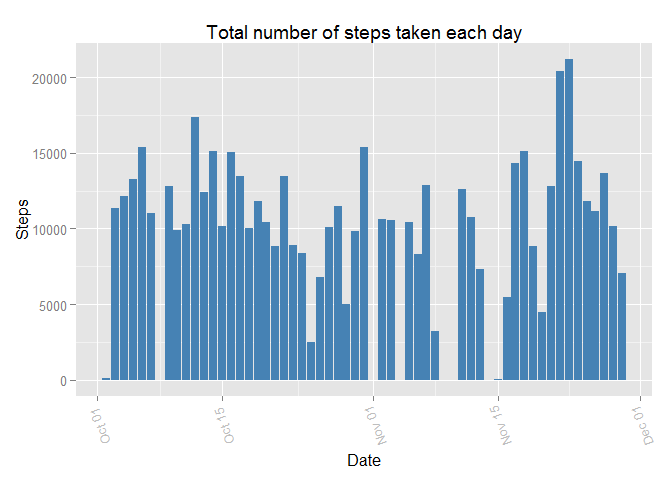 Total number of steps taken each day
Steps
20000
15000
10000
5000
0
Oct 01
Oct 15
Nov 01
Nov 15
Dec 01
Date